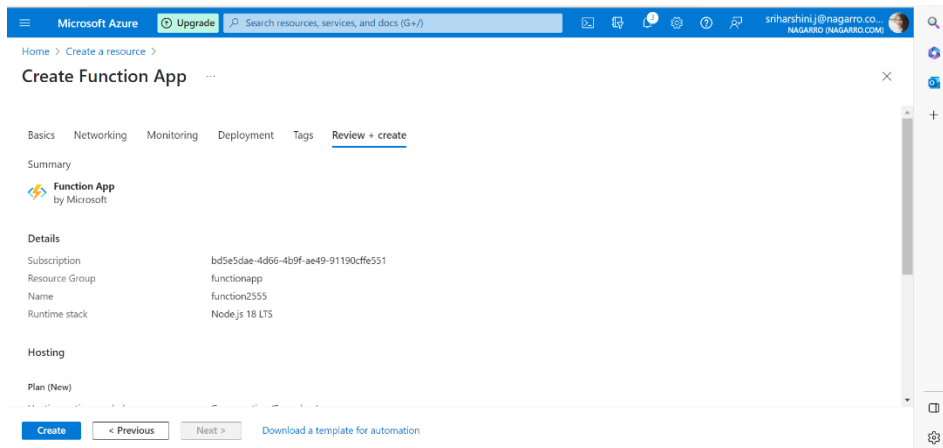 Microsoft Azure
Upgrade
Search resources, services, and docs (G+/)
3
sriharshini.j@nagarro.co...
NAGARRO (NAGARRO.COM)
Home > Create a resource >
Create Function App ...
Basics Networking Monitoring Deployment Tags Review + create
Summary
Function App
by Microsoft
Details
Subscription bd5e5dae-4d66-4b9f-ae49-91190cffe551
Resource Group functionapp
Name function2555
Runtime stack Node.js 18 LTS
Hosting
Plan (New)
Create < Previous Next > Download a template for automation